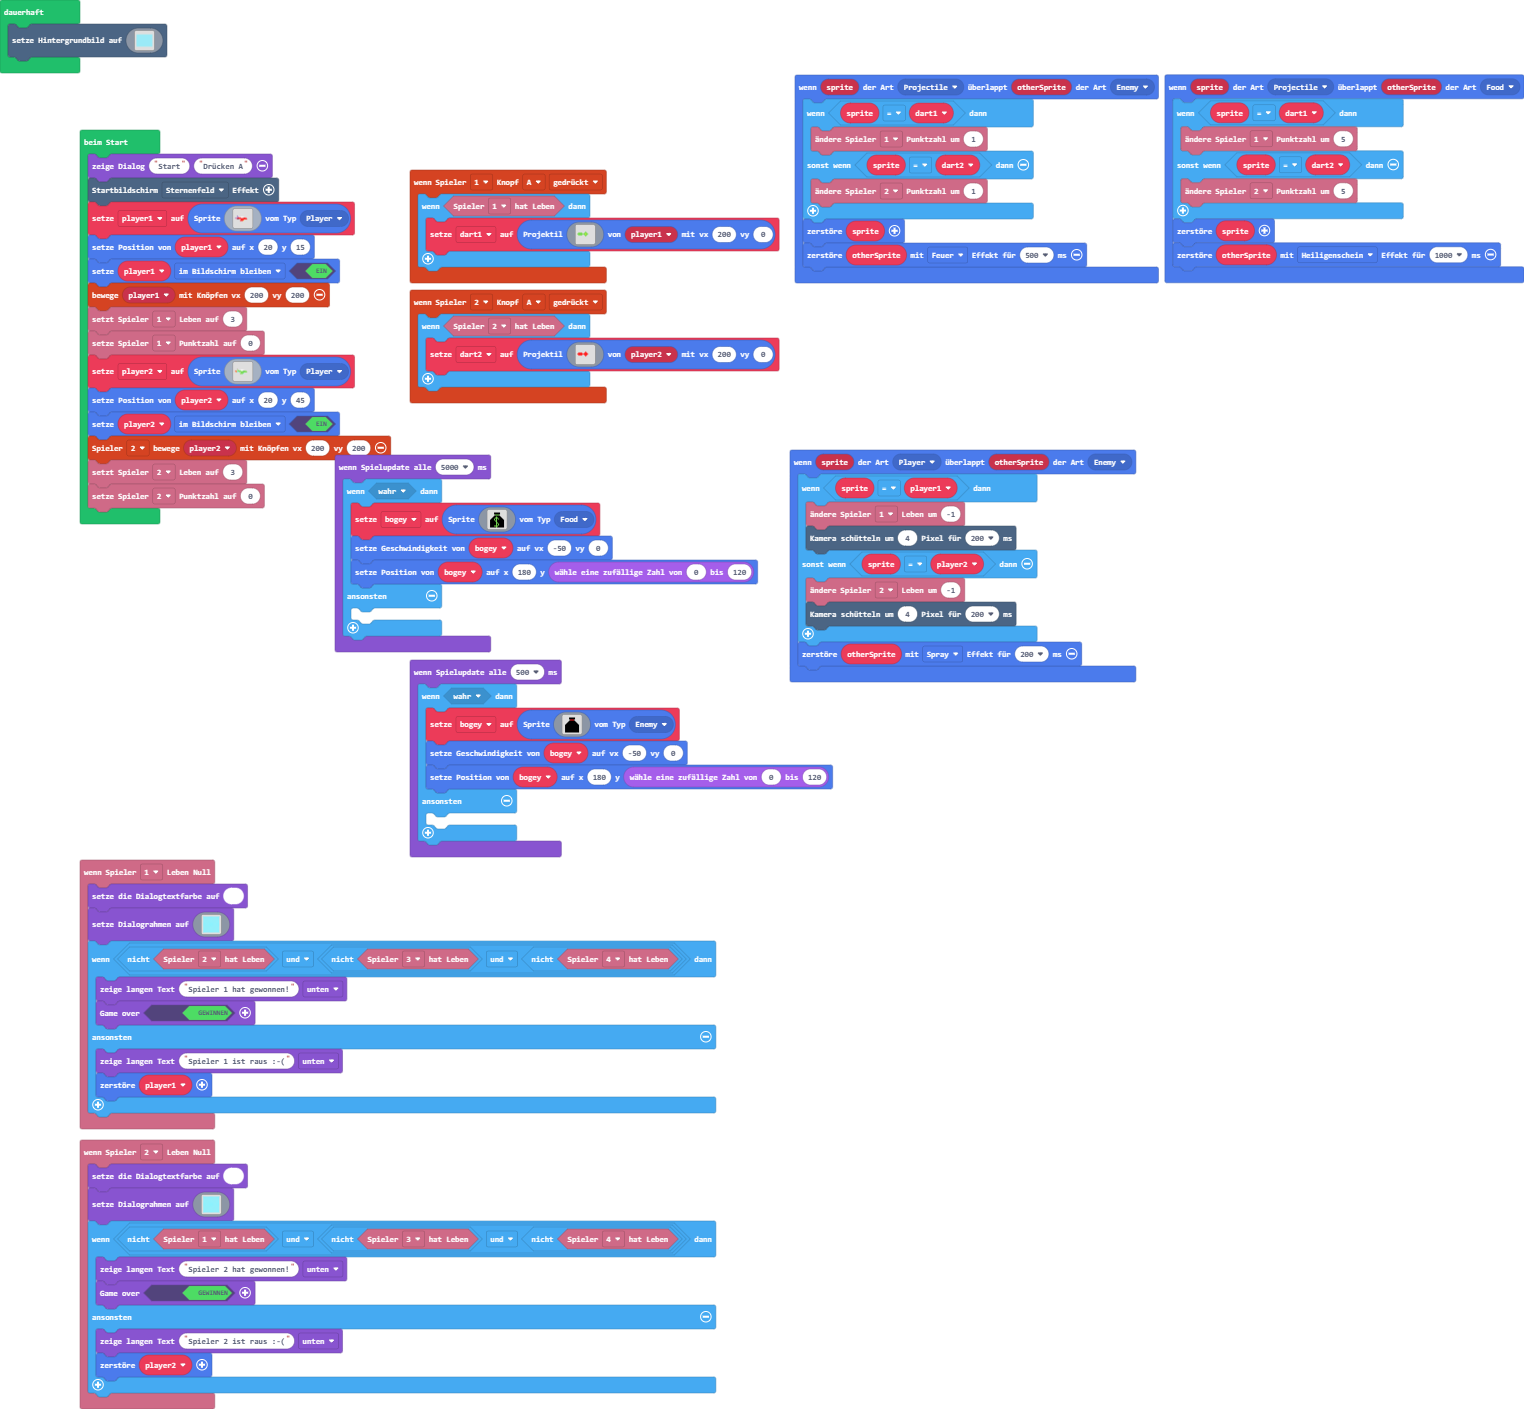 dauerhaft
setze Hintergrundbild auf
beim Start
zeige Dialog "Start" "Drücken A"
Startbildschirm Sternenfeld Effekt
setze player1 auf Sprite vom Typ Player
setze Position von player1 auf x 20 y 15
setze player1 im Bildschirm bleiben EIN
bewege player1 mit Knöpfen vx 200 vy 200
setzt Spieler 1 Leben auf 3
setze Spieler 1 Punktzahl auf 0
setze player2 auf Sprite vom Typ Player
setze Position von player2 auf x 20 y 45
setze player2 im Bildschirm bleiben EIN
Spieler 2 bewege player2 mit Knöpfen vx 200 vy 200
setzt Spieler 2 Leben auf 3
setze Spieler 2 Punktzahl auf 0
wenn Spieler 1 Knopf A gedrückt
wenn Spieler 1 hat Leben dann
setze dart1 auf Projektil von player1 mit vx 200 vy 0
wenn Spieler 2 Knopf A gedrückt
wenn Spieler 2 hat Leben dann
setze dart2 auf Projektil von player2 mit vx 200 vy 0
wenn sprite der Art Projectile überlappt otherSprite der Art Enemy
wenn sprite = dart1 dann
ändere Spieler 1 Punktzahl um 1
sonst wenn sprite = dart2 dann
ändere Spieler 2 Punktzahl um 1
zerstöre sprite
zerstöre otherSprite mit Feuer Effekt für 500 ms
wenn sprite der Art Projectile überlappt otherSprite der Art Food
wenn sprite = dart1 dann
ändere Spieler 1 Punktzahl um 5
sonst wenn sprite = dart2 dann
ändere Spieler 2 Punktzahl um 5
zerstöre sprite
zerstöre otherSprite mit Heiligenschein Effekt für 1000 ms
wenn Spielupdate alle 5000 ms
wenn wahr dann
setze bogey auf Sprite vom Typ Food
setze Geschwindigkeit von bogey auf vx -50 vy 0
setze Position von bogey auf x 180 y wähle eine zufällige Zahl von 0 bis 120
ansonsten
wenn sprite der Art Player überlappt otherSprite der Art Enemy
wenn sprite = player1 dann
ändere Spieler 1 Leben um -1
Kamera schütteln um 4 Pixel für 200 ms
sonst wenn sprite = player2 dann
ändere Spieler 2 Leben um -1
Kamera schütteln um 4 Pixel für 200 ms
zerstöre otherSprite mit Spray Effekt für 200 ms
wenn Spielupdate alle 500 ms
wenn wahr dann
setze bogey auf Sprite vom Typ Enemy
setze Geschwindigkeit von bogey auf vx -50 vy 0
setze Position von bogey auf x 180 y wähle eine zufällige Zahl von 0 bis 120
ansonsten
wenn Spieler 1 Leben Null
setze die Dialogtextfarbe auf
setze Dialograhmen auf
wenn nicht Spieler 2 hat Leben und nicht Spieler 3 hat Leben und nicht Spieler 4 hat Leben dann
zeige langen Text "Spieler 1 hat gewonnen!" unten
Game over GEWINNEN
ansonsten
zeige langen Text "Spieler 1 ist raus :-(" unten
zerstöre player1
wenn Spieler 2 Leben Null
setze die Dialogtextfarbe auf
setze Dialograhmen auf
wenn nicht Spieler 1 hat Leben und nicht Spieler 3 hat Leben und nicht Spieler 4 hat Leben dann
zeige langen Text "Spieler 2 hat gewonnen!" unten
Game over GEWINNEN
ansonsten
zeige langen Text "Spieler 2 ist raus :-(" unten
zerstöre player2